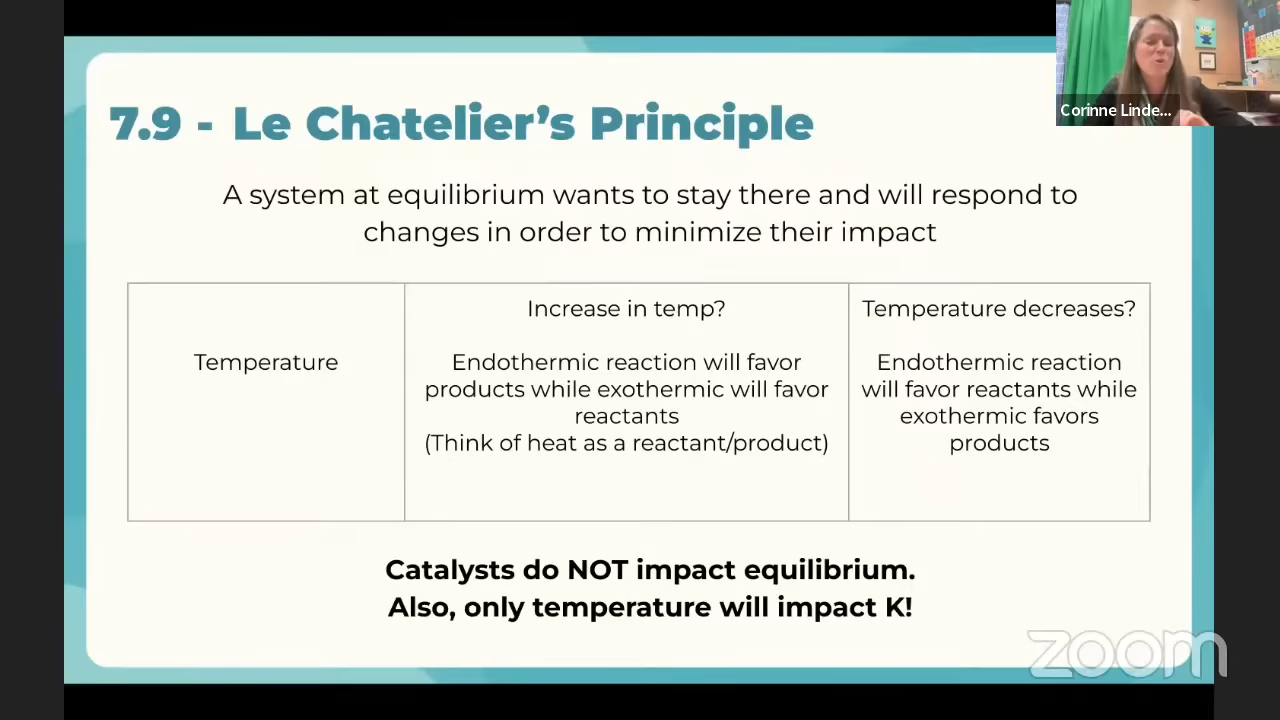 Corinne Linde...
7.9 - Le Chatelier’s Principle
A system at equilibrium wants to stay there and will respond to
changes in order to minimize their impact
Temperature
Increase in temp?
Endothermic reaction will favor
products while exothermic will favor
reactants
(Think of heat as a reactant/product)
Temperature decreases?
Endothermic reaction
will favor reactants while
exothermic favors
products
Catalysts do NOT impact equilibrium.
Also, only temperature will impact K!
zoom